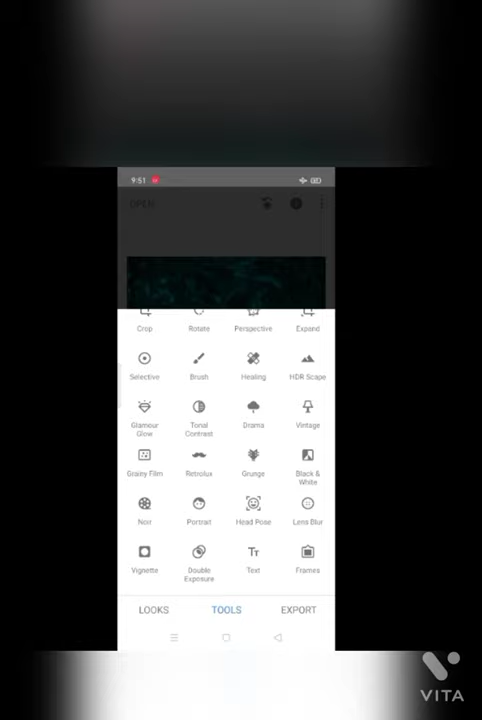 9:51
OPEN
Crop Rotate Perspective Expand
Selective Brush Healing HDR Scape
Glamour Glow Tonal Contrast Drama Vintage
Grainy Film Retrolux Grunge Black & White
Noir Portrait Head Pose Lens Blur
Vignette Double Exposure Text Frames
LOOKS TOOLS EXPORT
VITA